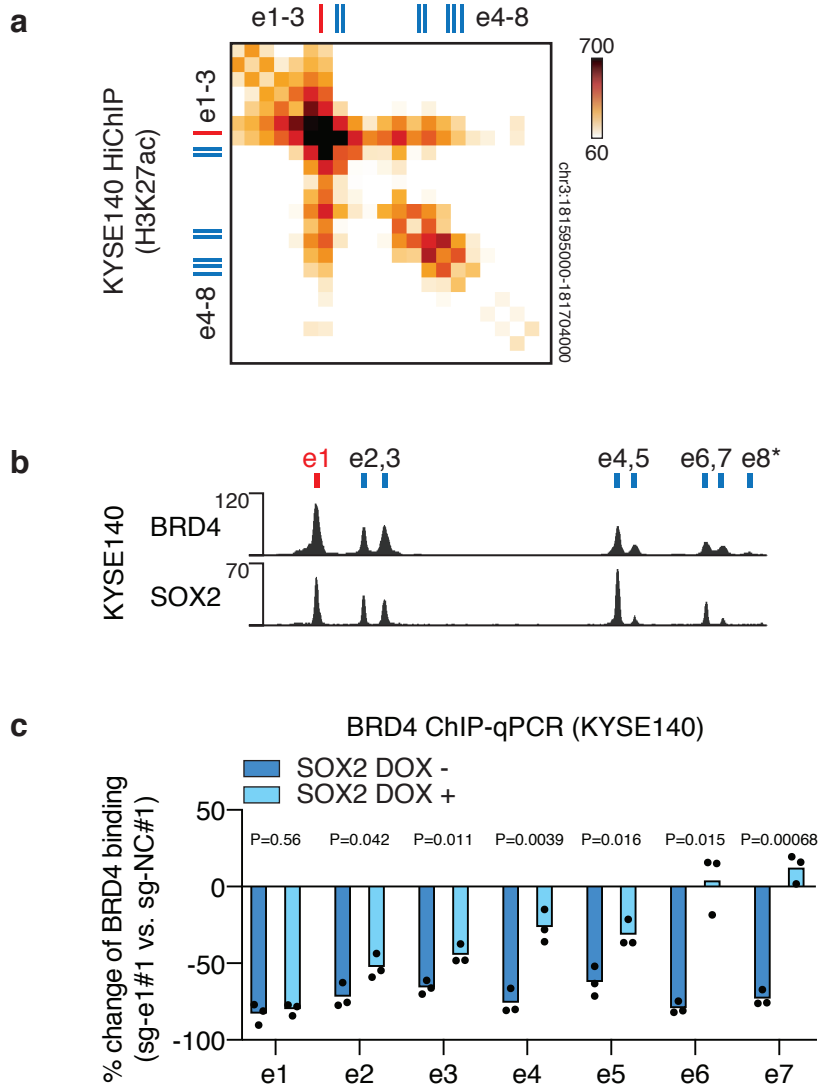 a
e1-3
e4-8
KYSE140 HiChIP
(H3K27ac)
e1-3
e4-8
700
60
chr3:181595000-181704000
b
e1
e2,3
e4,5
e6,7
e8*
KYSE140
120
BRD4
70
SOX2
c
BRD4 ChIP-qPCR (KYSE140)
SOX2 DOX -
SOX2 DOX +
% change of BRD4 binding
(sg-e1#1 vs. sg-NC#1)
50
0
-50
-100
P=0.56
P=0.042
P=0.011
P=0.0039
P=0.016
P=0.015
P=0.00068
e1
e2
e3
e4
e5
e6
e7